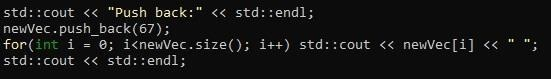 std::cout << "Push back:" << std::endl;
newVec.push_back(67);
for(int i = 0; i<newVec.size(); i++) std::cout << newVec[i] << " ";
std::cout << std::endl;